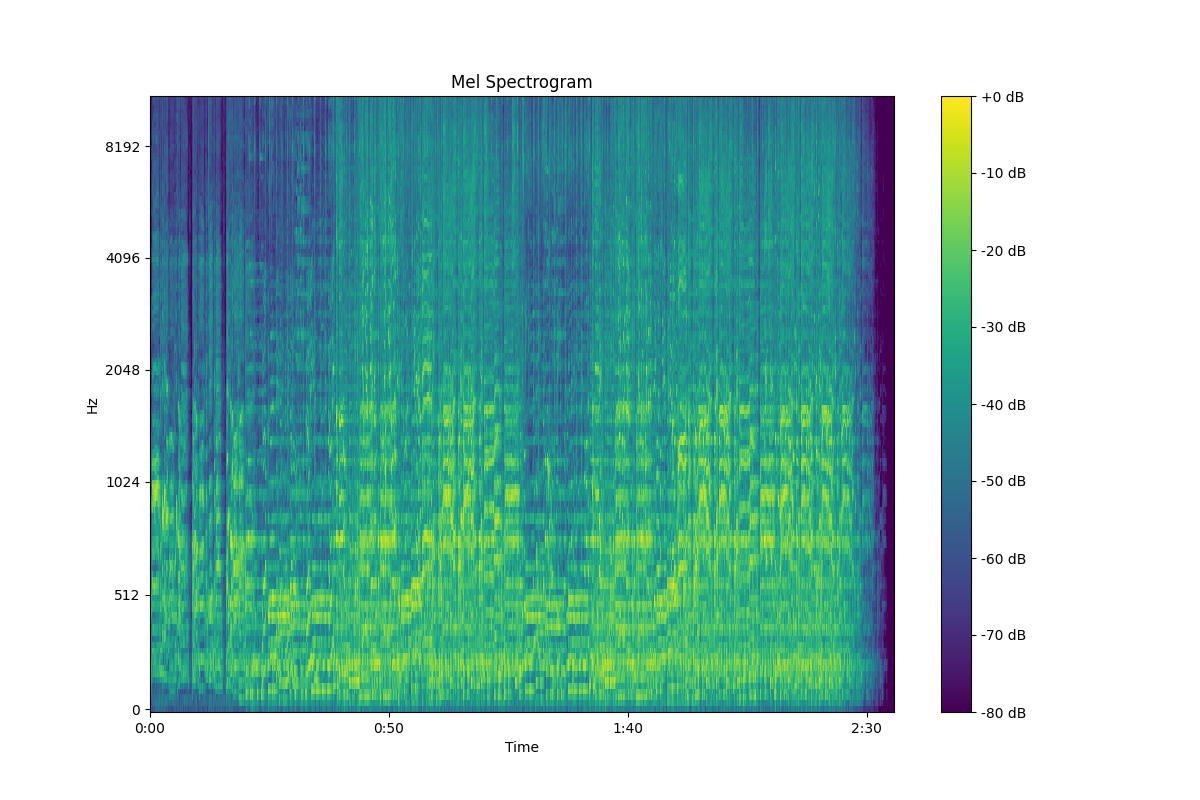 Mel Spectrogram
8192
4096
2048
1024
512
0
Hz
0:00
0:50
1:40
2:30
Time
+0 dB
-10 dB
-20 dB
-30 dB
-40 dB
-50 dB
-60 dB
-70 dB
-80 dB